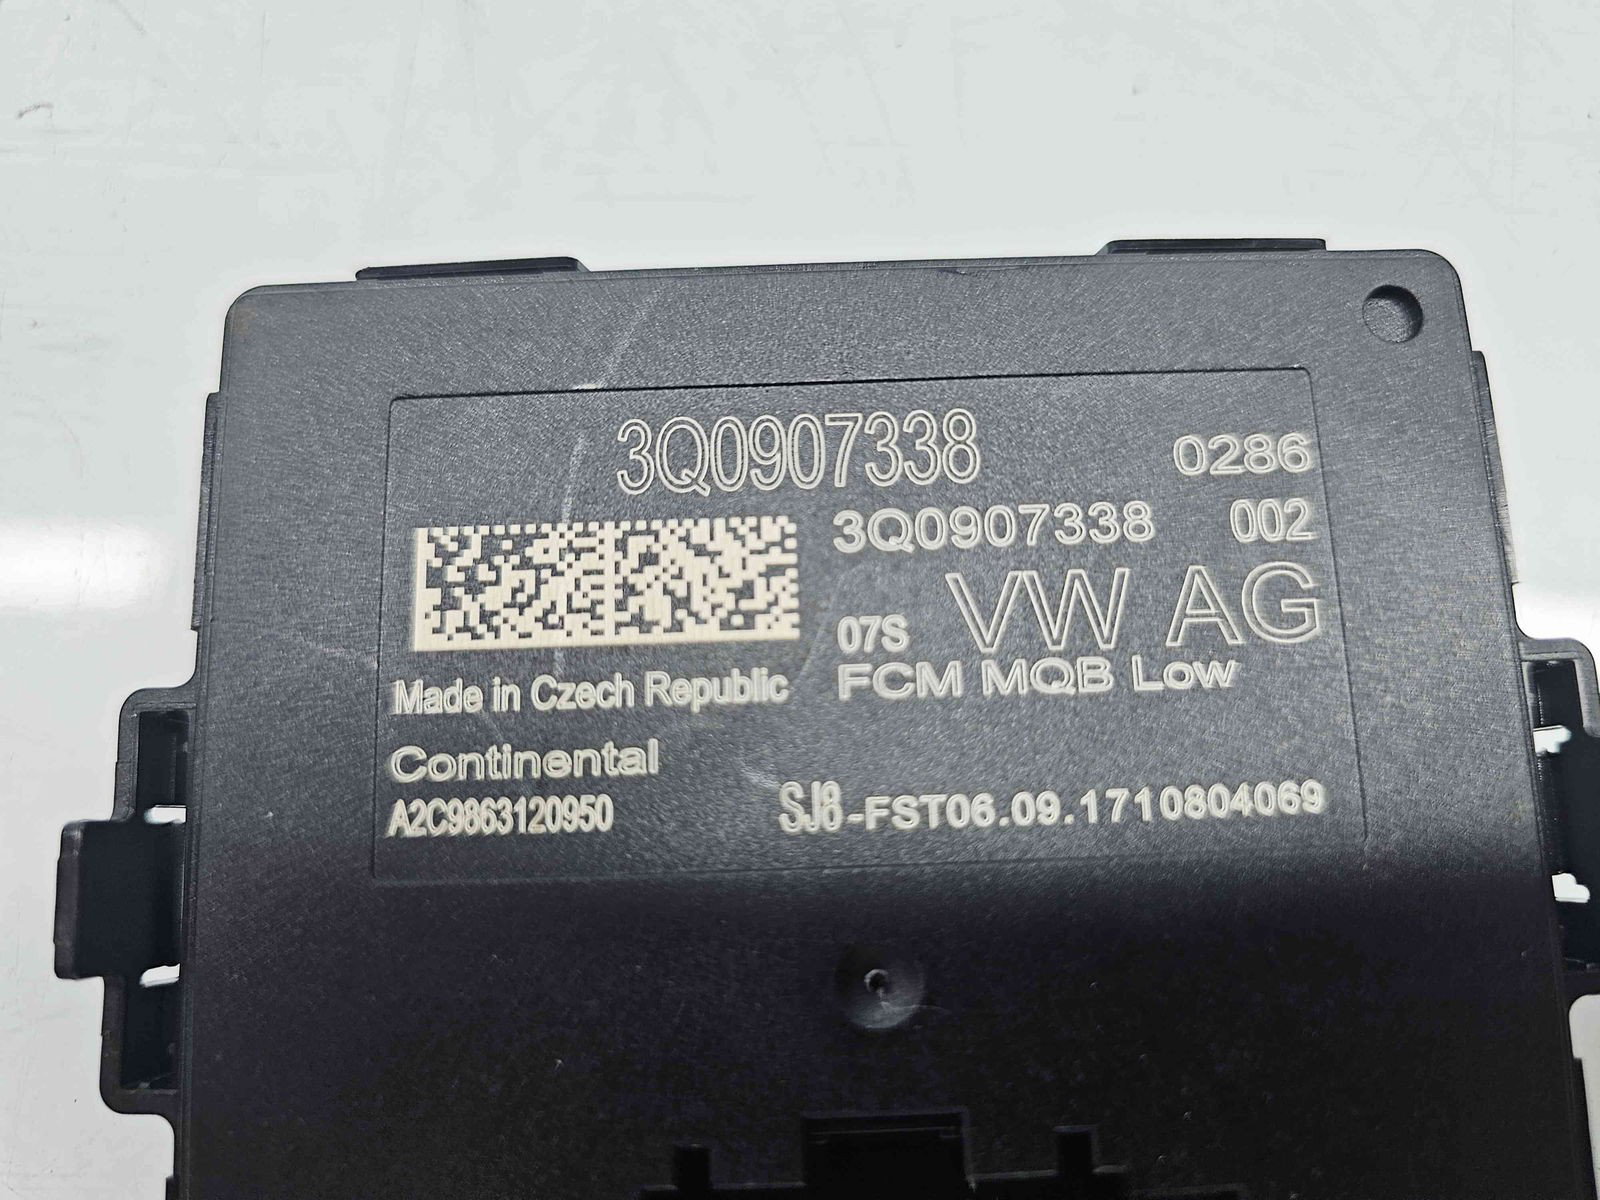 3Q0907338 0286
3Q0907338 002
07S VW AG
FCM MQB Low
Made in Czech Republic
Continental
A2C9863120950
SJ8-FST06.09.1710804069